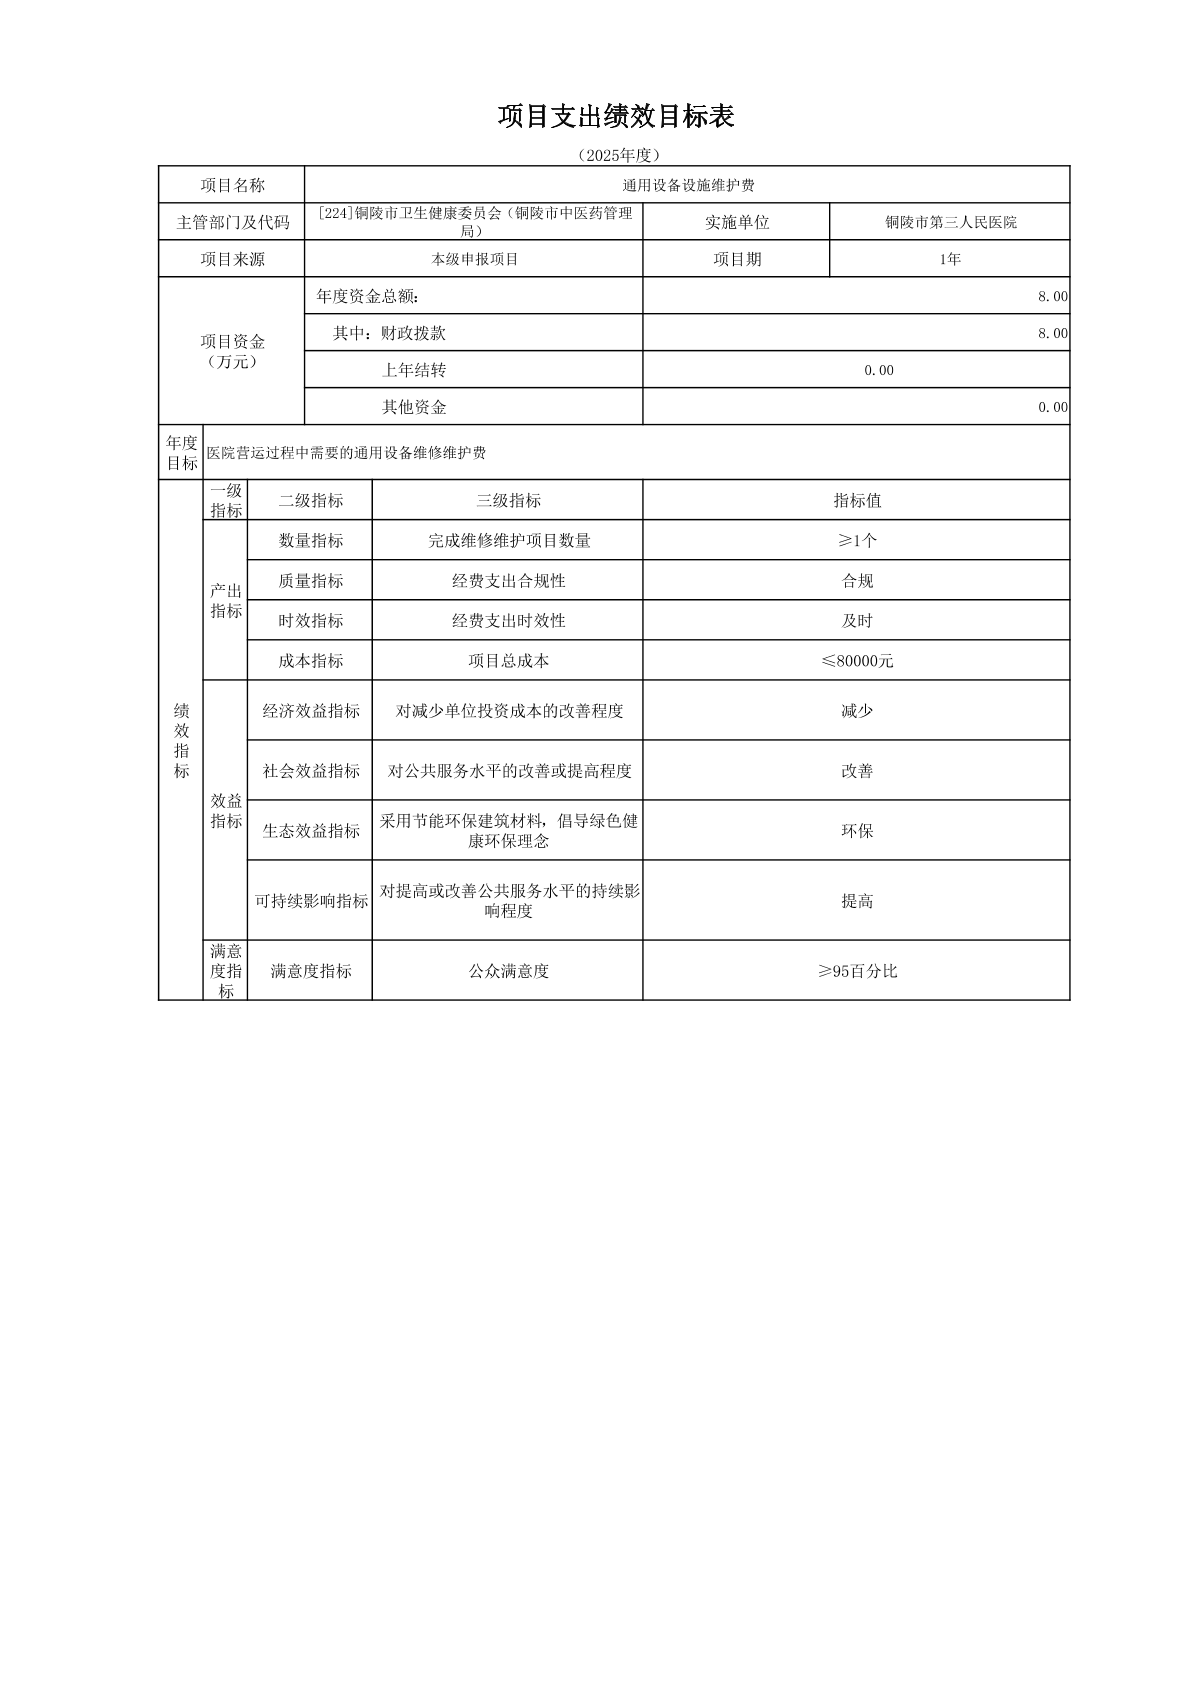 项目支出绩效目标表
（2025年度）
项目名称
通用设备设施维护费
主管部门及代码
[224]铜陵市卫生健康委员会（铜陵市中医药管理
局）
实施单位
铜陵市第三人民医院
项目来源
本级申报项目
项目期
1年
项目资金
（万元）
年度资金总额：
8.00
其中：财政拨款
8.00
上年结转
0.00
其他资金
0.00
年度
目标
医院营运过程中需要的通用设备维修维护费
绩
效
指
标
一级
指标
二级指标
三级指标
指标值
产出
指标
数量指标
完成维修维护项目数量
≥1个
质量指标
经费支出合规性
合规
时效指标
经费支出时效性
及时
成本指标
项目总成本
≤80000元
效益
指标
经济效益指标
对减少单位投资成本的改善程度
减少
社会效益指标
对公共服务水平的改善或提高程度
改善
生态效益指标
采用节能环保建筑材料，倡导绿色健
康环保理念
环保
可持续影响指标
对提高或改善公共服务水平的持续影
响程度
提高
满意
度指
标
满意度指标
公众满意度
≥95百分比